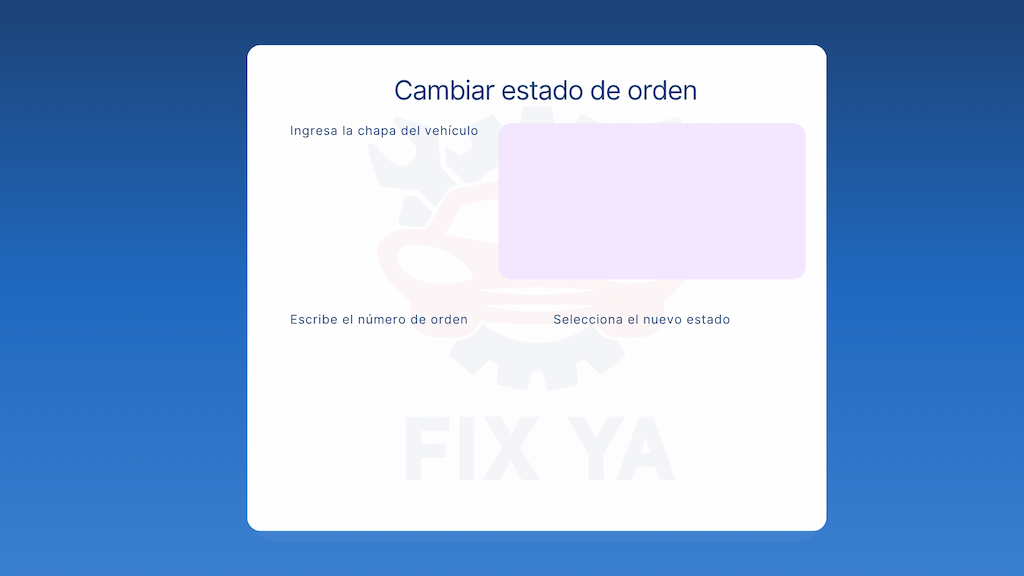 Cambiar estado de orden
Ingresa la chapa del vehículo
Escribe el número de orden
Selecciona el nuevo estado
FIX YA